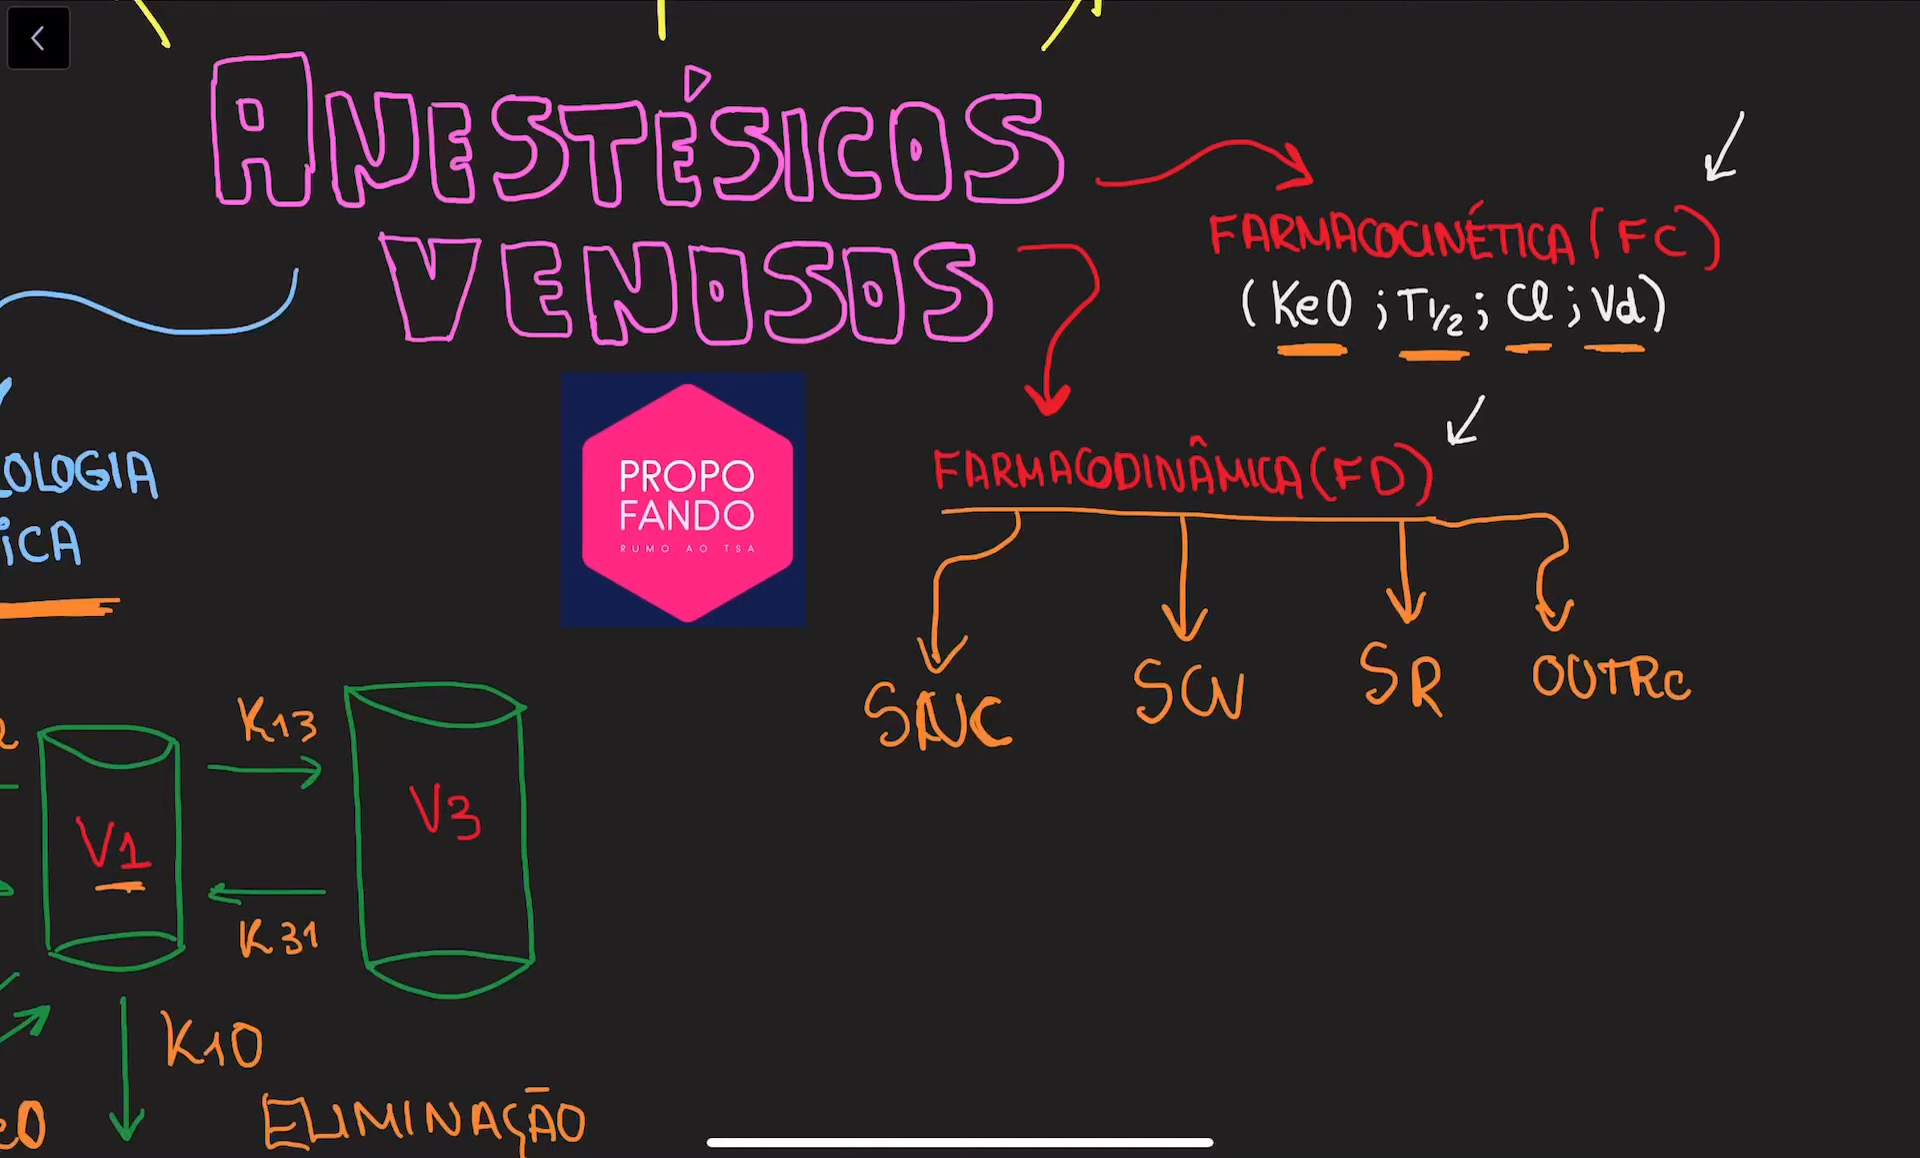 ANESTÉSICOS
VENOSOS
FARMACOCINÉTICA (FC)
(Ke0 ; T1/2 ; Cl ; Vd)
PROPO
FANDO
RUMO AO TSA
FARMACODINÂMICA (FD)
SNC
SCV
SR
OUTRO
OLOGIA
ICA
K13
V1
V3
K31
K10
ELIMINAÇÃO